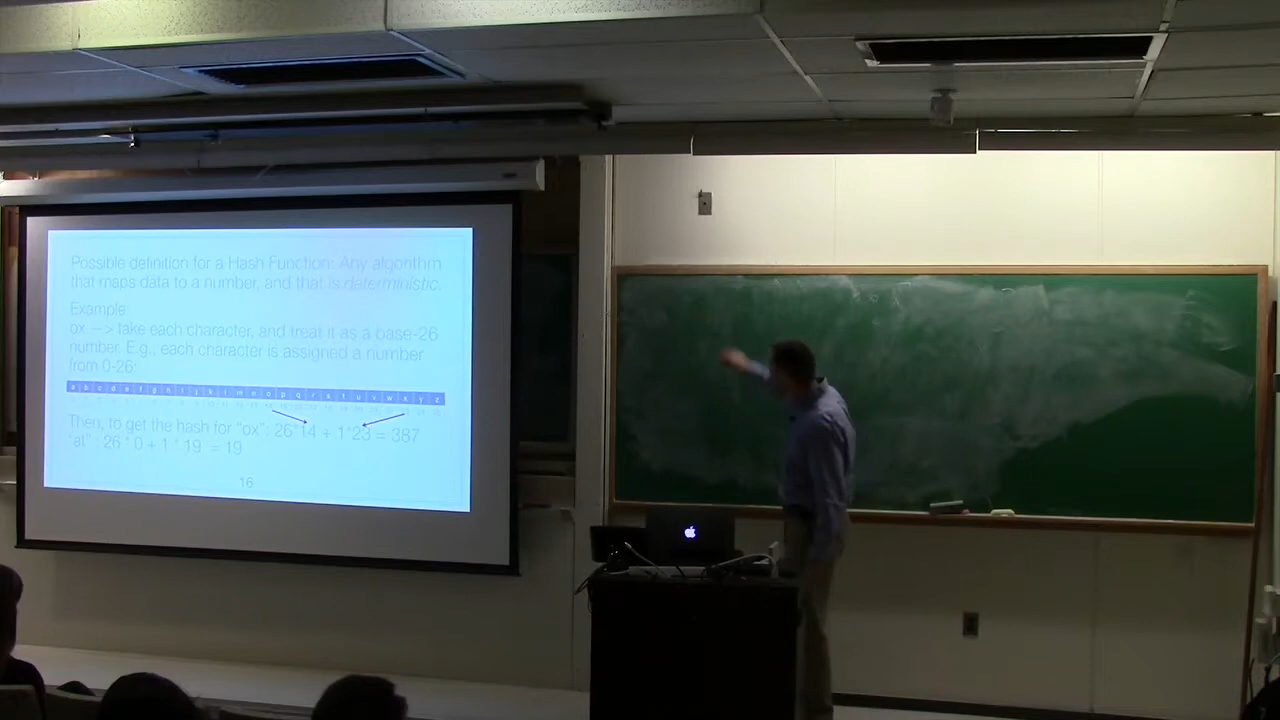 Possible definition for a Hash Function: Any algorithm
that maps data to a number, and that is deterministic.
Example:
ox —> take each character, and treat it as a base-26
number. E.g., each character is assigned a number
from 0-26:
a b c d e f g h i j k l m n o p q r s t u v w x y z
Then, to get the hash for "ox": 26*14 + 1*23 = 387
"at" : 26 * 0 + 1 * 19 = 19
16